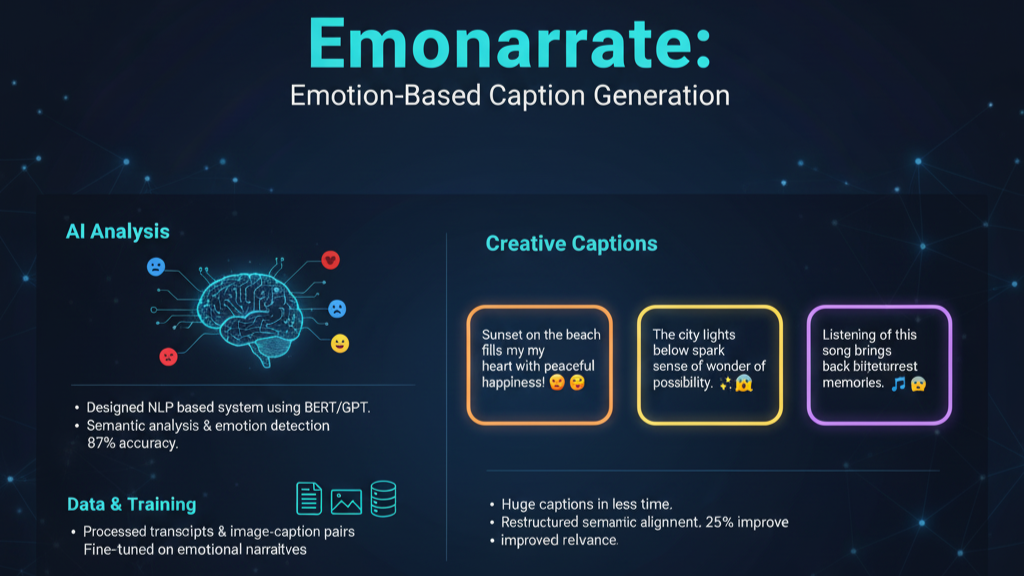 Emonarrate:
Emotion-Based Caption Generation
AI Analysis
• Designed NLP based system using BERT/GPT.
• Semantic analysis & emotion detection
87% accuracy.
Data & Training
• Processed transcipts & image-caption pairs
Fine-tuned on emotional narraltves
Creative Captions
Sunset on the beach
fills my my
heart with peaceful
happiness!
The city lights
below spark
sense of wonder of
possibility. ✨😱
Listening of this
song brings
back bilteturrest
memories. 🎵😨
• Huge captions in less time.
• Restructured semantic alignment. 25% improve
• improved relvance.